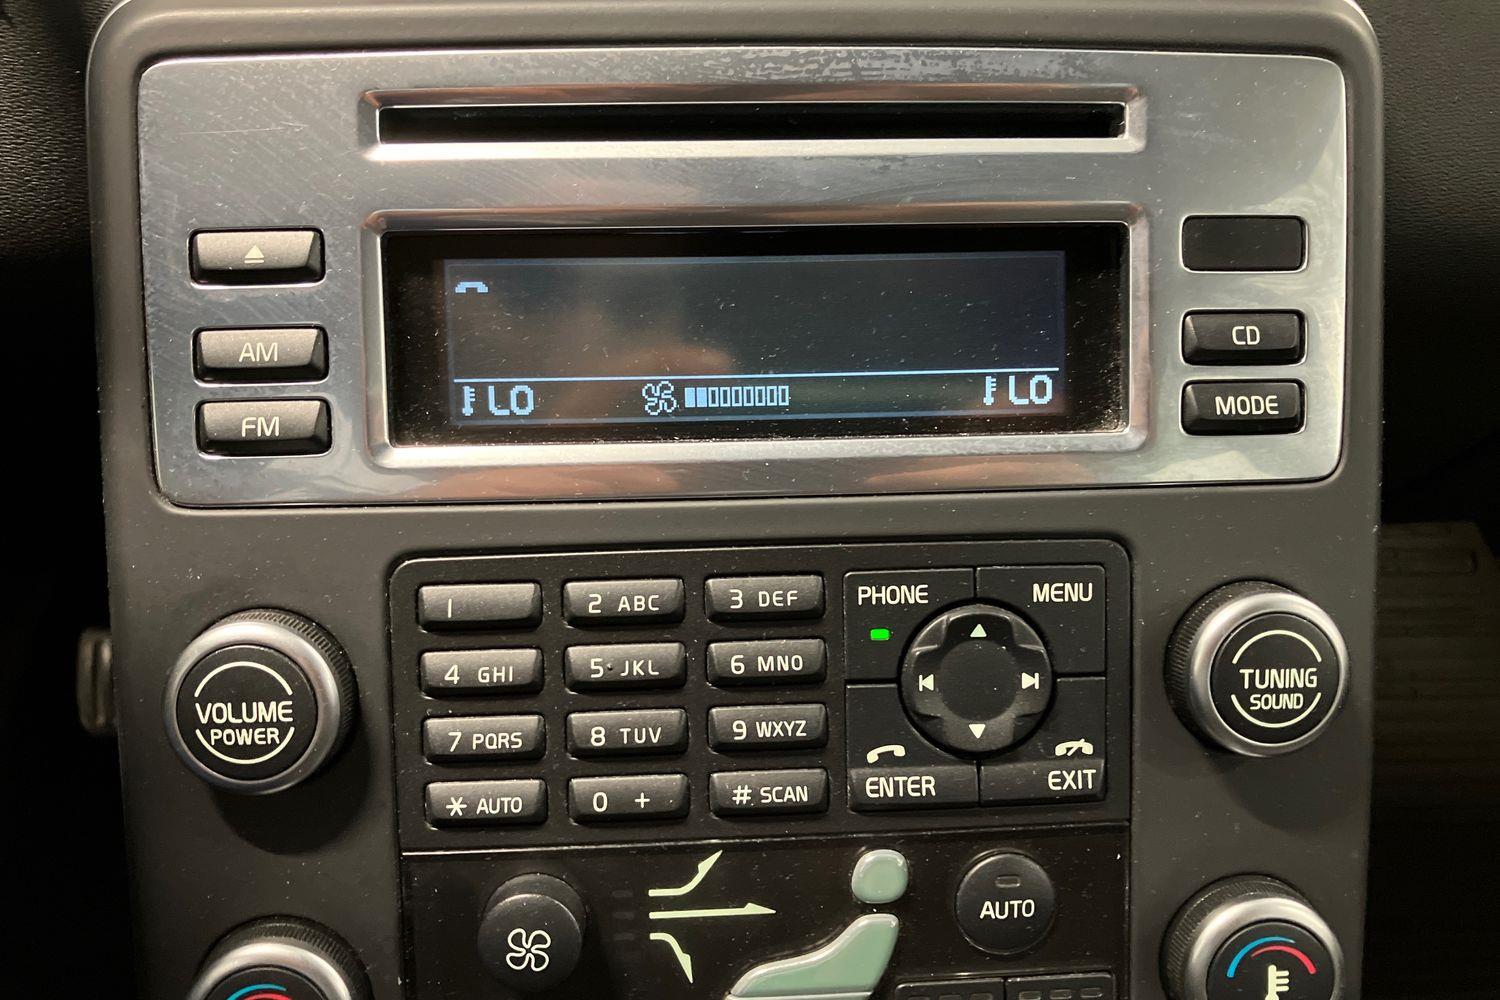 AM
FM
CD
MODE
LO
LO
1
2 ABC
3 DEF
4 GHI
5 JKL
6 MNO
7 PQRS
8 TUV
9 WXYZ
* AUTO
0 +
# SCAN
PHONE
MENU
ENTER
EXIT
VOLUME
POWER
TUNING
SOUND
AUTO